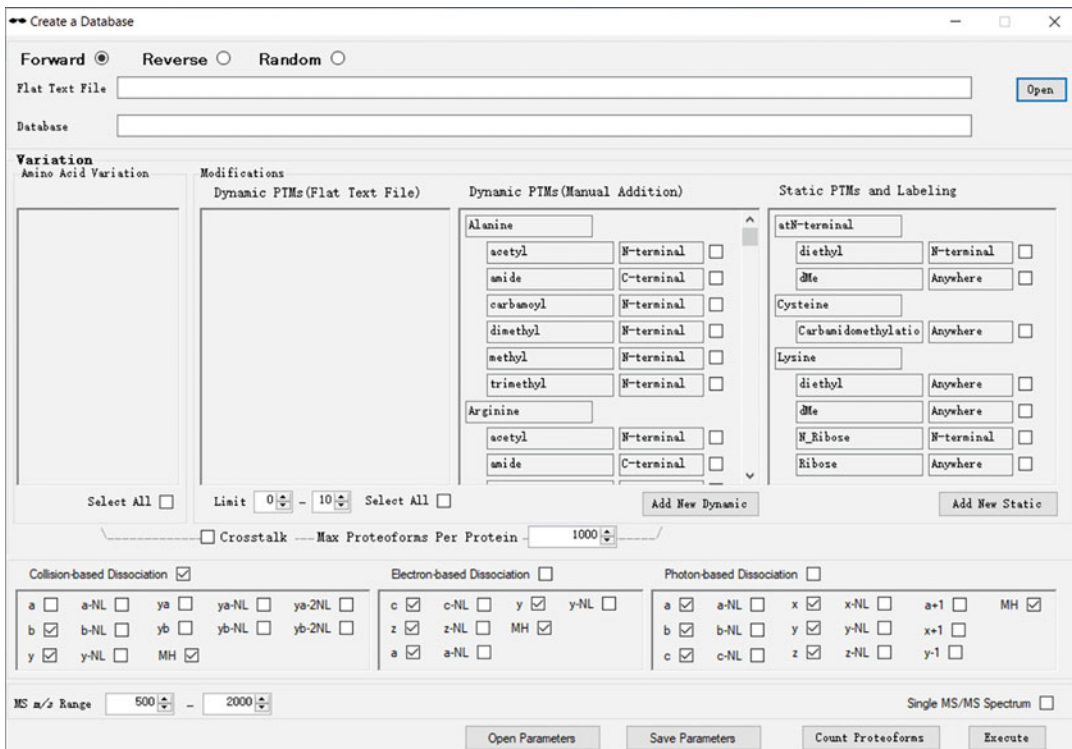 Create a Database
Forward Reverse Random
Flat Text File Open
Database
Variation
Amino Acid Variation Modifications
Dynamic PTMs(Flat Text File) Dynamic PTMs(Manual Addition) Static PTMs and Labeling
Alanine atN-terminal
acetyl N-terminal diethyl N-terminal
amide C-terminal dMe Anywhere
carbamoyl N-terminal Cysteine
dimethyl N-terminal Carbamidomethylatio Anywhere
methyl N-terminal Lysine
trimethyl N-terminal diethyl Anywhere
Arginine dMe Anywhere
acetyl N-terminal N_Ribose N-terminal
amide C-terminal Ribose Anywhere
Select All Limit 0 - 10 Select All Add New Dynamic Add New Static
Crosstalk Max Proteoforms Per Protein 1000
Collision-based Dissociation Electron-based Dissociation Photon-based Dissociation
a a-NL ya ya-NL ya-2NL c c-NL y y-NL a a-NL x x-NL a+1 MH
b b-NL yb yb-NL yb-2NL z z-NL MH b b-NL y y-NL x+1
y y-NL MH a a-NL c c-NL z z-NL y-1
MS m/z Range 500 - 2000 Single MS/MS Spectrum
Open Parameters Save Parameters Count Proteoforms Execute